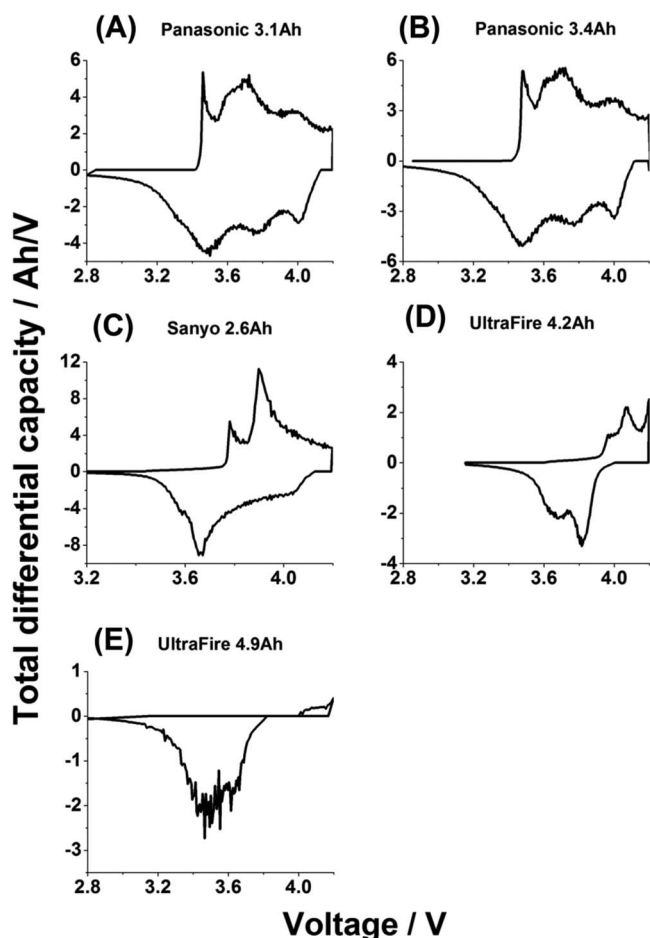 (A) Panasonic 3.1Ah
6
4
2
0
-2
-4
2.8 3.2 3.6 4.0
(B) Panasonic 3.4Ah
6
3
0
-3
-6
2.8 3.2 3.6 4.0
(C) Sanyo 2.6Ah
12
8
4
0
-4
-8
3.2 3.6 4.0
(D) UltraFire 4.2Ah
4
2
0
-2
-4
2.8 3.2 3.6 4.0
(E) UltraFire 4.9Ah
1
0
-1
-2
-3
2.8 3.2 3.6 4.0
Total differential capacity / Ah/V
Voltage / V